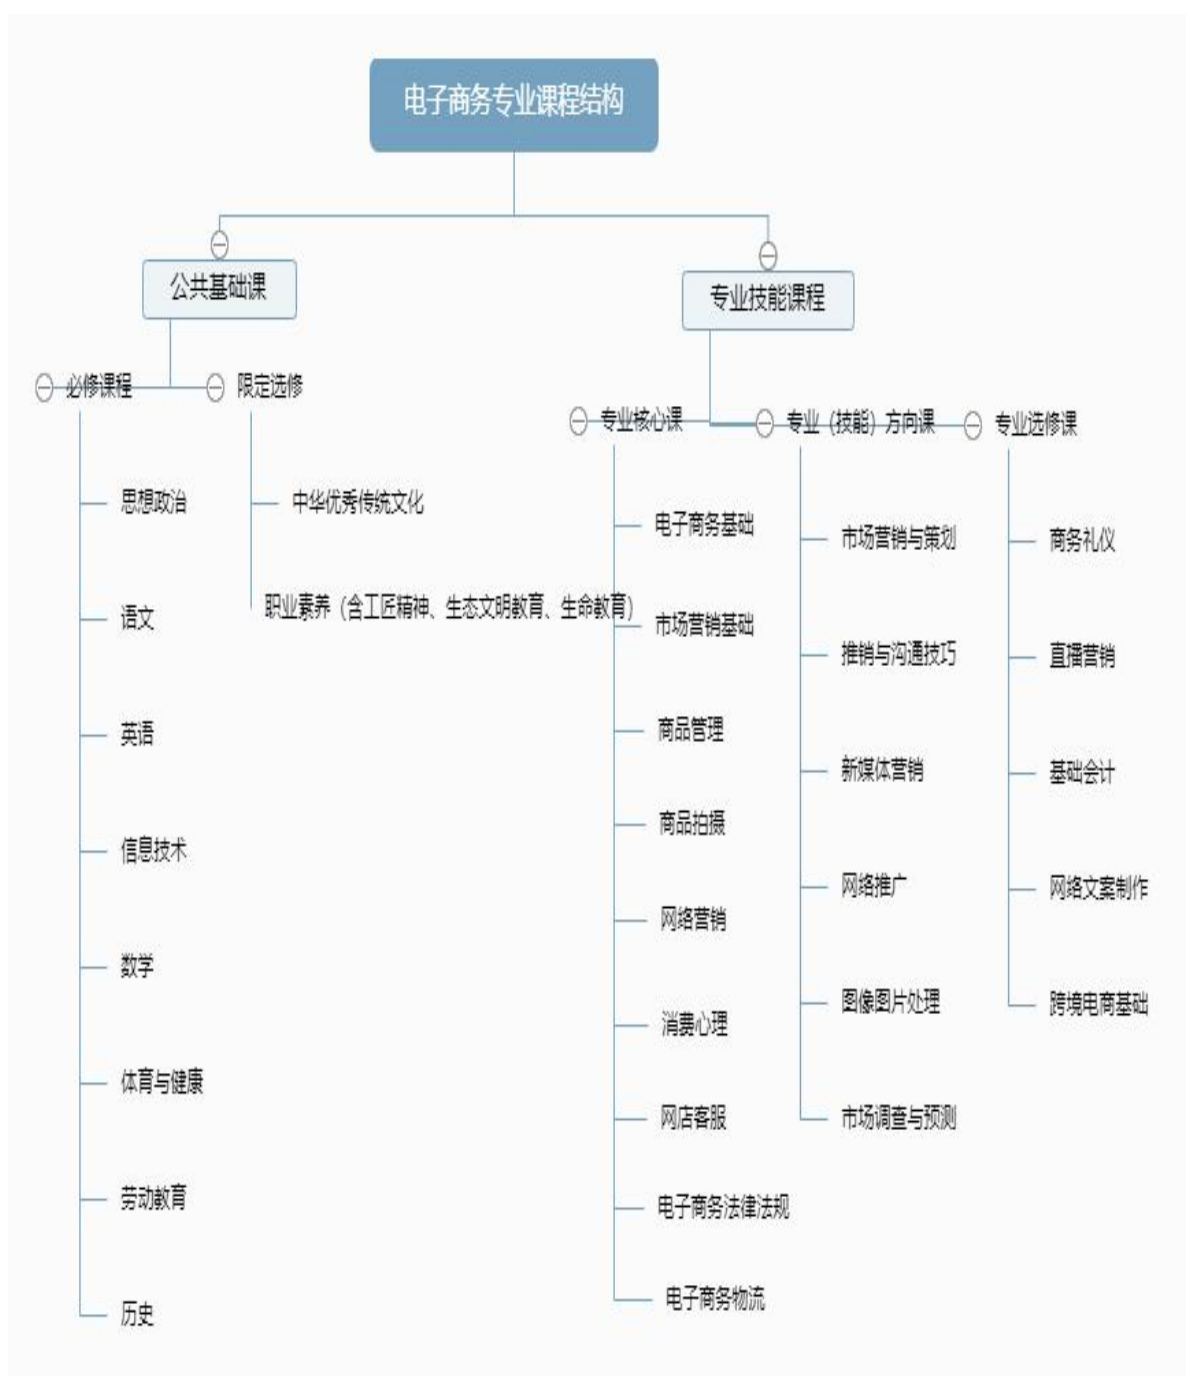 电子商务专业课程结构
公共基础课
专业技能课程
必修课程
限定选修
思想政治
语文
英语
信息技术
数学
体育与健康
劳动教育
历史
中华优秀传统文化
职业素养（含工匠精神、生态文明教育、生命教育）
专业核心课
专业（技能）方向课
专业选修课
电子商务基础
市场营销基础
商品管理
商品拍摄
网络营销
消费心理
网店客服
电子商务法律法规
电子商务物流
市场营销与策划
推销与沟通技巧
新媒体营销
网络推广
图像图片处理
市场调查与预测
商务礼仪
直播营销
基础会计
网络文案制作
跨境电商基础